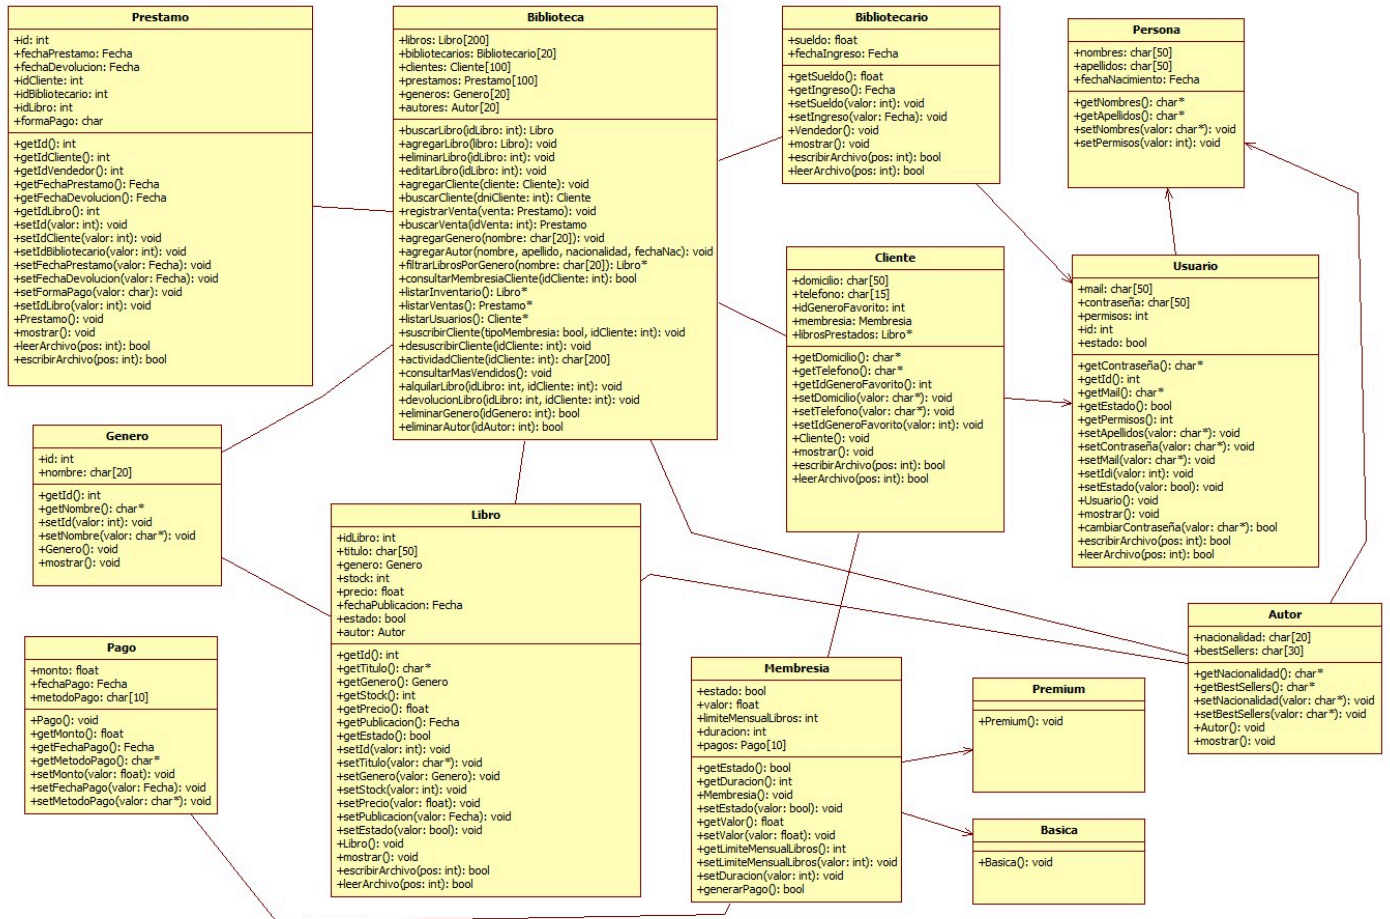 Prestamo
+id: int
+fechaPrestamo: Fecha
+fechaDevolucion: Fecha
+idCliente: int
+idBibliotecario: int
+idLibro: int
+formaPago: char
+getId(): int
+getIdCliente(): int
+getIdVendedor(): int
+getFechaPrestamo(): Fecha
+getFechaDevolucion(): Fecha
+getIdLibro(): int
+setId(valor: int): void
+setIdCliente(valor: int): void
+setIdBibliotecario(valor: int): void
+setFechaPrestamo(valor: Fecha): void
+setFechaDevolucion(valor: Fecha): void
+setFormaPago(valor: char): void
+setIdLibro(valor: int): void
+Prestamo(): void
+mostrar(): void
+leerArchivo(pos: int): bool
+escribirArchivo(pos: int): bool
Biblioteca
+libros: Libro[200]
+bibliotecarios: Bibliotecario[20]
+clientes: Cliente[100]
+prestamos: Prestamo[100]
+generos: Genero[20]
+autores: Autor[20]
+buscarLibro(idLibro: int): Libro
+agregarLibro(libro: Libro): void
+eliminarLibro(idLibro: int): void
+editarLibro(idLibro: int): void
+agregarCliente(cliente: Cliente): void
+buscarCliente(dniCliente: int): Cliente
+registrarVenta(venta: Prestamo): void
+buscarVenta(idVenta: int): Prestamo
+agregarGenero(nombre: char[20]): void
+agregarAutor(nombre, apellido, nacionalidad, fechaNac): void
+filtrarLibrosPorGenero(nombre: char[20]): Libro*
+consultarMembresiaCliente(idCliente: int): bool
+listarInventario(): Libro*
+listarVentas(): Prestamo*
+listarUsuarios(): Cliente*
+suscribirCliente(tipoMembresia: bool, idCliente: int): void
+desuscribirCliente(idCliente: int): void
+actividadCliente(idCliente: int): char[200]
+consultarMasVendidos(): void
+alquilarLibro(idLibro: int, idCliente: int): void
+devolucionLibro(idLibro: int, idCliente: int): void
+eliminarGenero(idGenero: int): bool
+eliminarAutor(idAutor: int): bool
Bibliotecario
+sueldo: float
+fechaIngreso: Fecha
+getSueldo(): float
+getIngreso(): Fecha
+setSueldo(valor: int): void
+setIngreso(valor: Fecha): void
+Vendedor(): void
+mostrar(): void
+escribirArchivo(pos: int): bool
+leerArchivo(pos: int): bool
Persona
+nombres: char[50]
+apellidos: char[50]
+fechaNacimiento: Fecha
+getNombres(): char*
+getApellidos(): char*
+setNombres(valor: char*): void
+setPermisos(valor: int): void
Cliente
+domicilio: char[50]
+telefono: char[15]
+idGeneroFavorito: int
+membresia: Membresia
+librosPrestados: Libro*
+getDomicilio(): char*
+getTelefono(): char*
+getIdGeneroFavorito(): int
+setDomicilio(valor: char*): void
+setTelefono(valor: char*): void
+setIdGeneroFavorito(valor: int): void
+Cliente(): void
+mostrar(): void
+escribirArchivo(pos: int): bool
+leerArchivo(pos: int): bool
Usuario
+mail: char[50]
+contraseña: char[50]
+permisos: int
+id: int
+estado: bool
+getContraseña(): char*
+getId(): int
+getMail(): char*
+getEstado(): bool
+getPermisos(): int
+setApellidos(valor: char*): void
+setContraseña(valor: char*): void
+setMail(valor: char*): void
+setIdi(valor: int): void
+setEstado(valor: bool): void
+Usuario(): void
+mostrar(): void
+cambiarContraseña(valor: char*): bool
+escribirArchivo(pos: int): bool
+leerArchivo(pos: int): bool
Genero
+id: int
+nombre: char[20]
+getId(): int
+getNombre(): char*
+setId(valor: int): void
+setNombre(valor: char*): void
+Genero(): void
+mostrar(): void
Libro
+idLibro: int
+titulo: char[50]
+genero: Genero
+stock: int
+precio: float
+fechaPublicacion: Fecha
+estado: bool
+autor: Autor
+getId(): int
+getTitulo(): char*
+getGenero(): Genero
+getStock(): int
+getPrecio(): float
+getPublicacion(): Fecha
+getEstado(): bool
+setId(valor: int): void
+setTitulo(valor: char*): void
+setGenero(valor: Genero): void
+setStock(valor: int): void
+setPrecio(valor: float): void
+setPublicacion(valor: Fecha): void
+setEstado(valor: bool): void
+Libro(): void
+mostrar(): void
+escribirArchivo(pos: int): bool
+leerArchivo(pos: int): bool
Autor
+nacionalidad: char[20]
+bestSellers: char[30]
+getNacionalidad(): char*
+getBestSellers(): char*
+setNacionalidad(valor: char*): void
+setBestSellers(valor: char*): void
+Autor(): void
+mostrar(): void
Pago
+monto: float
+fechaPago: Fecha
+metodoPago: char[10]
+Pago(): void
+getMonto(): float
+getFechaPago(): Fecha
+getMetodoPago(): char*
+setMonto(valor: float): void
+setFechaPago(valor: Fecha): void
+setMetodoPago(valor: char*): void
Membresia
+estado: bool
+valor: float
+limiteMensualLibros: int
+duracion: int
+pagos: Pago[10]
+getEstado(): bool
+getDuracion(): int
+Membresia(): void
+setEstado(valor: bool): void
+getValor(): float
+setValor(valor: float): void
+getLimiteMensualLibros(): int
+setLimiteMensualLibros(valor: int): void
+setDuracion(valor: int): void
+generarPago(): bool
Premium
+Premium(): void
Basica
+Basica(): void